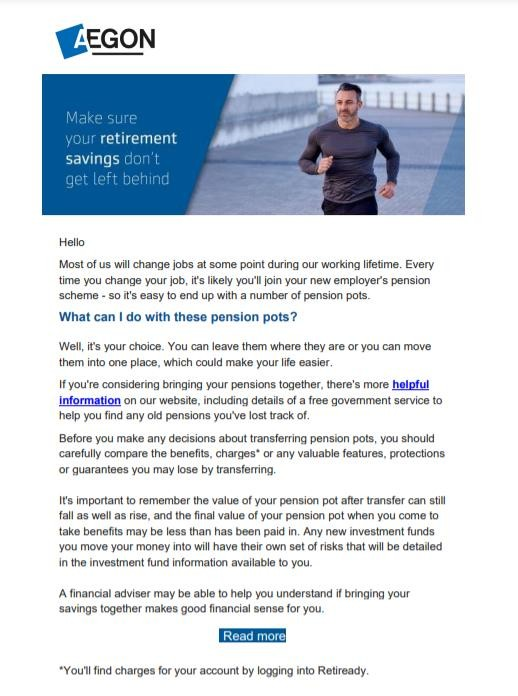 AEGON
Make sure
your retirement
savings don't
get left behind
Hello
Most of us will change jobs at some point during our working lifetime. Every
time you change your job, it's likely you'll join your new employer's pension
scheme - so it's easy to end up with a number of pension pots.
What can I do with these pension pots?
Well, it's your choice. You can leave them where they are or you can move
them into one place, which could make your life easier.
If you're considering bringing your pensions together, there's more helpful
information on our website, including details of a free government service to
help you find any old pensions you've lost track of.
Before you make any decisions about transferring pension pots, you should
carefully compare the benefits, charges* or any valuable features, protections
or guarantees you may lose by transferring.
It's important to remember the value of your pension pot after transfer can still
fall as well as rise, and the final value of your pension pot when you come to
take benefits may be less than has been paid in. Any new investment funds
you move your money into will have their own set of risks that will be detailed
in the investment fund information available to you.
A financial adviser may be able to help you understand if bringing your
savings together makes good financial sense for you.
Read more
*You'll find charges for your account by logging into Retiready.